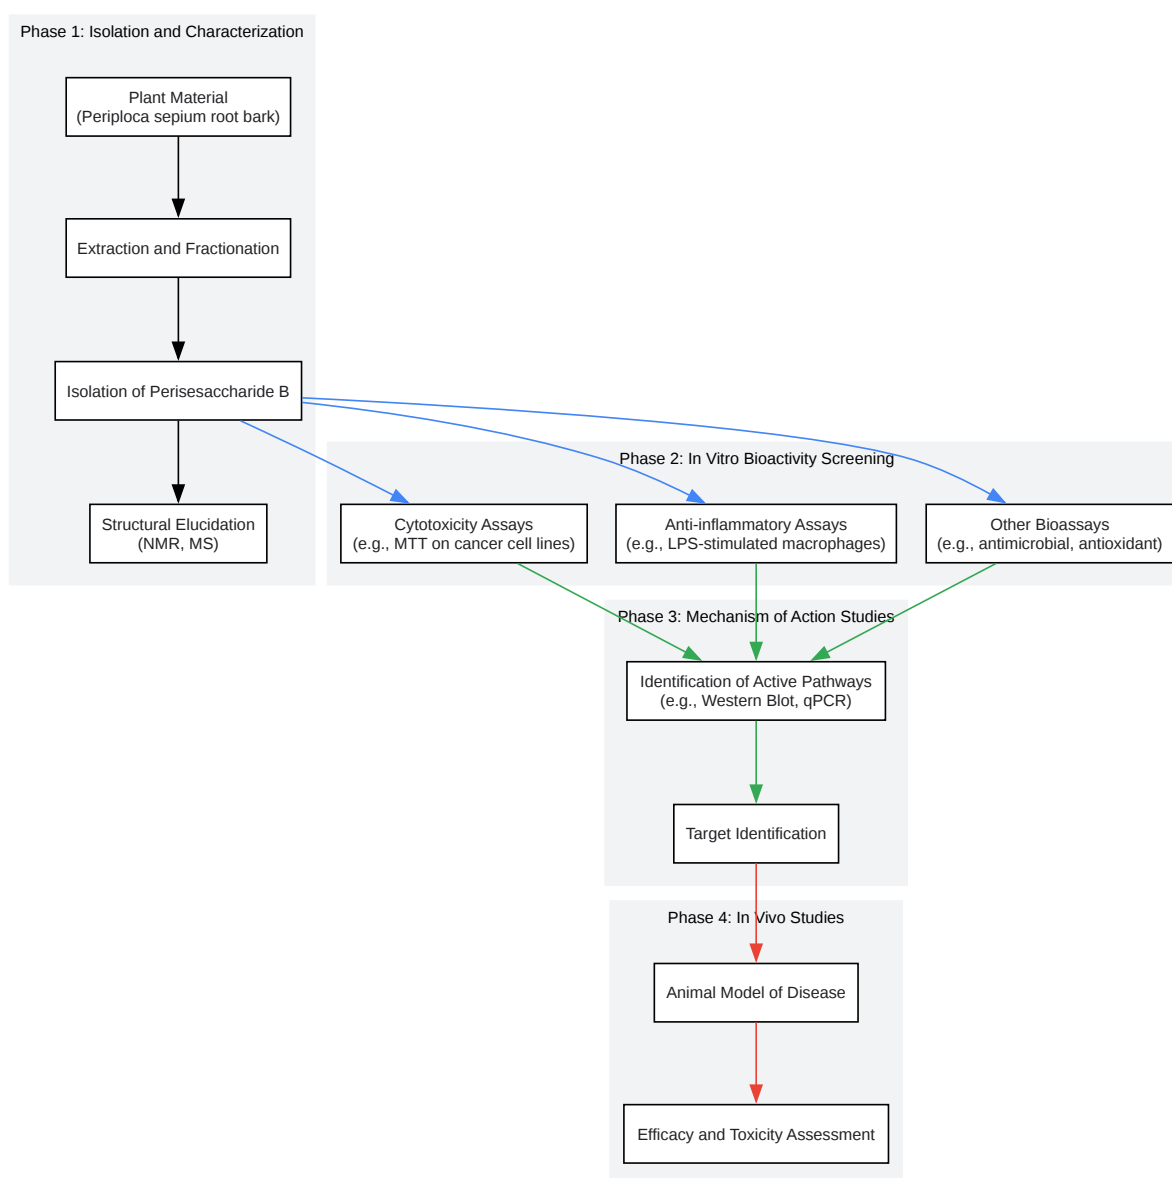 Phase 1: Isolation and Characterization
Plant Material
(Periploca sepium root bark)
Extraction and Fractionation
Isolation of Perisesaccharide B
Structural Elucidation
(NMR, MS)
Phase 2: In Vitro Bioactivity Screening
Cytotoxicity Assays
(e.g., MTT on cancer cell lines)
Anti-inflammatory Assays
(e.g., LPS-stimulated macrophages)
Other Bioassays
(e.g., antimicrobial, antioxidant)
Phase 3: Mechanism of Action Studies
Identification of Active Pathways
(e.g., Western Blot, qPCR)
Target Identification
Phase 4: In Vivo Studies
Animal Model of Disease
Efficacy and Toxicity Assessment